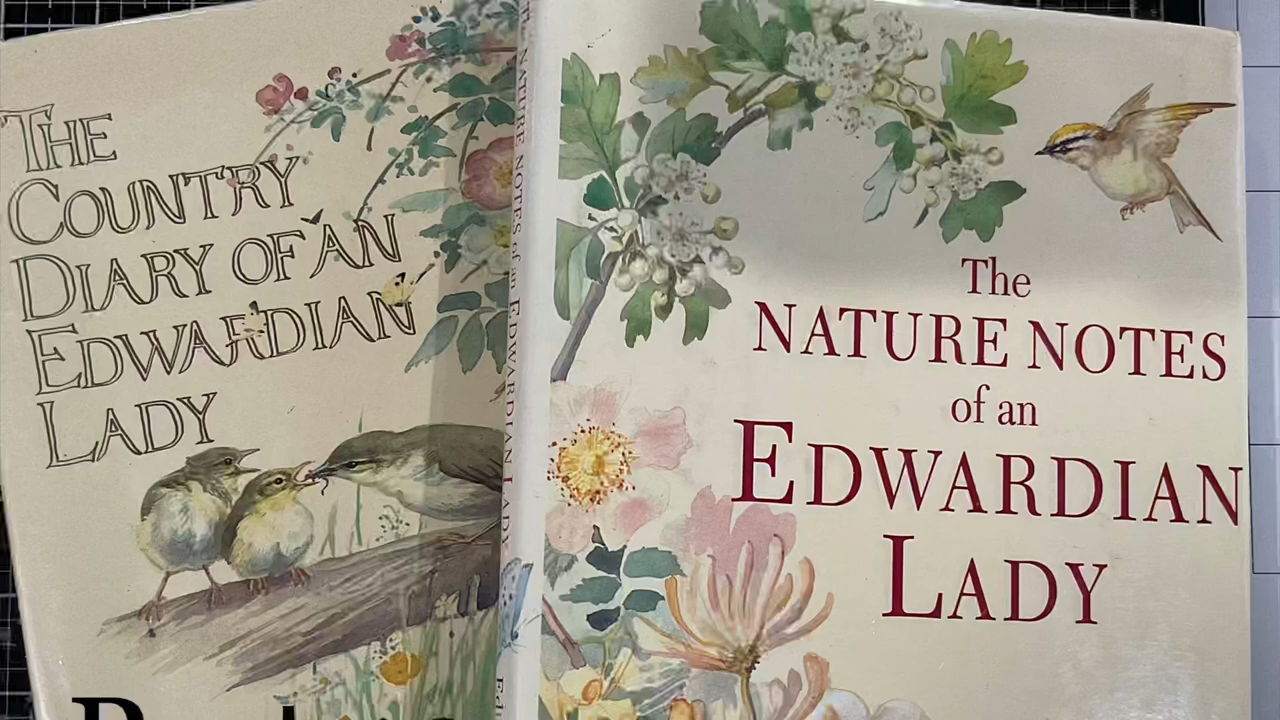 THE
COUNTRY
DIARY OF AN
EDWARDIAN
LADY
THE NATURE NOTES of an EDWARDIAN LADY
The
NATURE NOTES
of an
EDWARDIAN
LADY